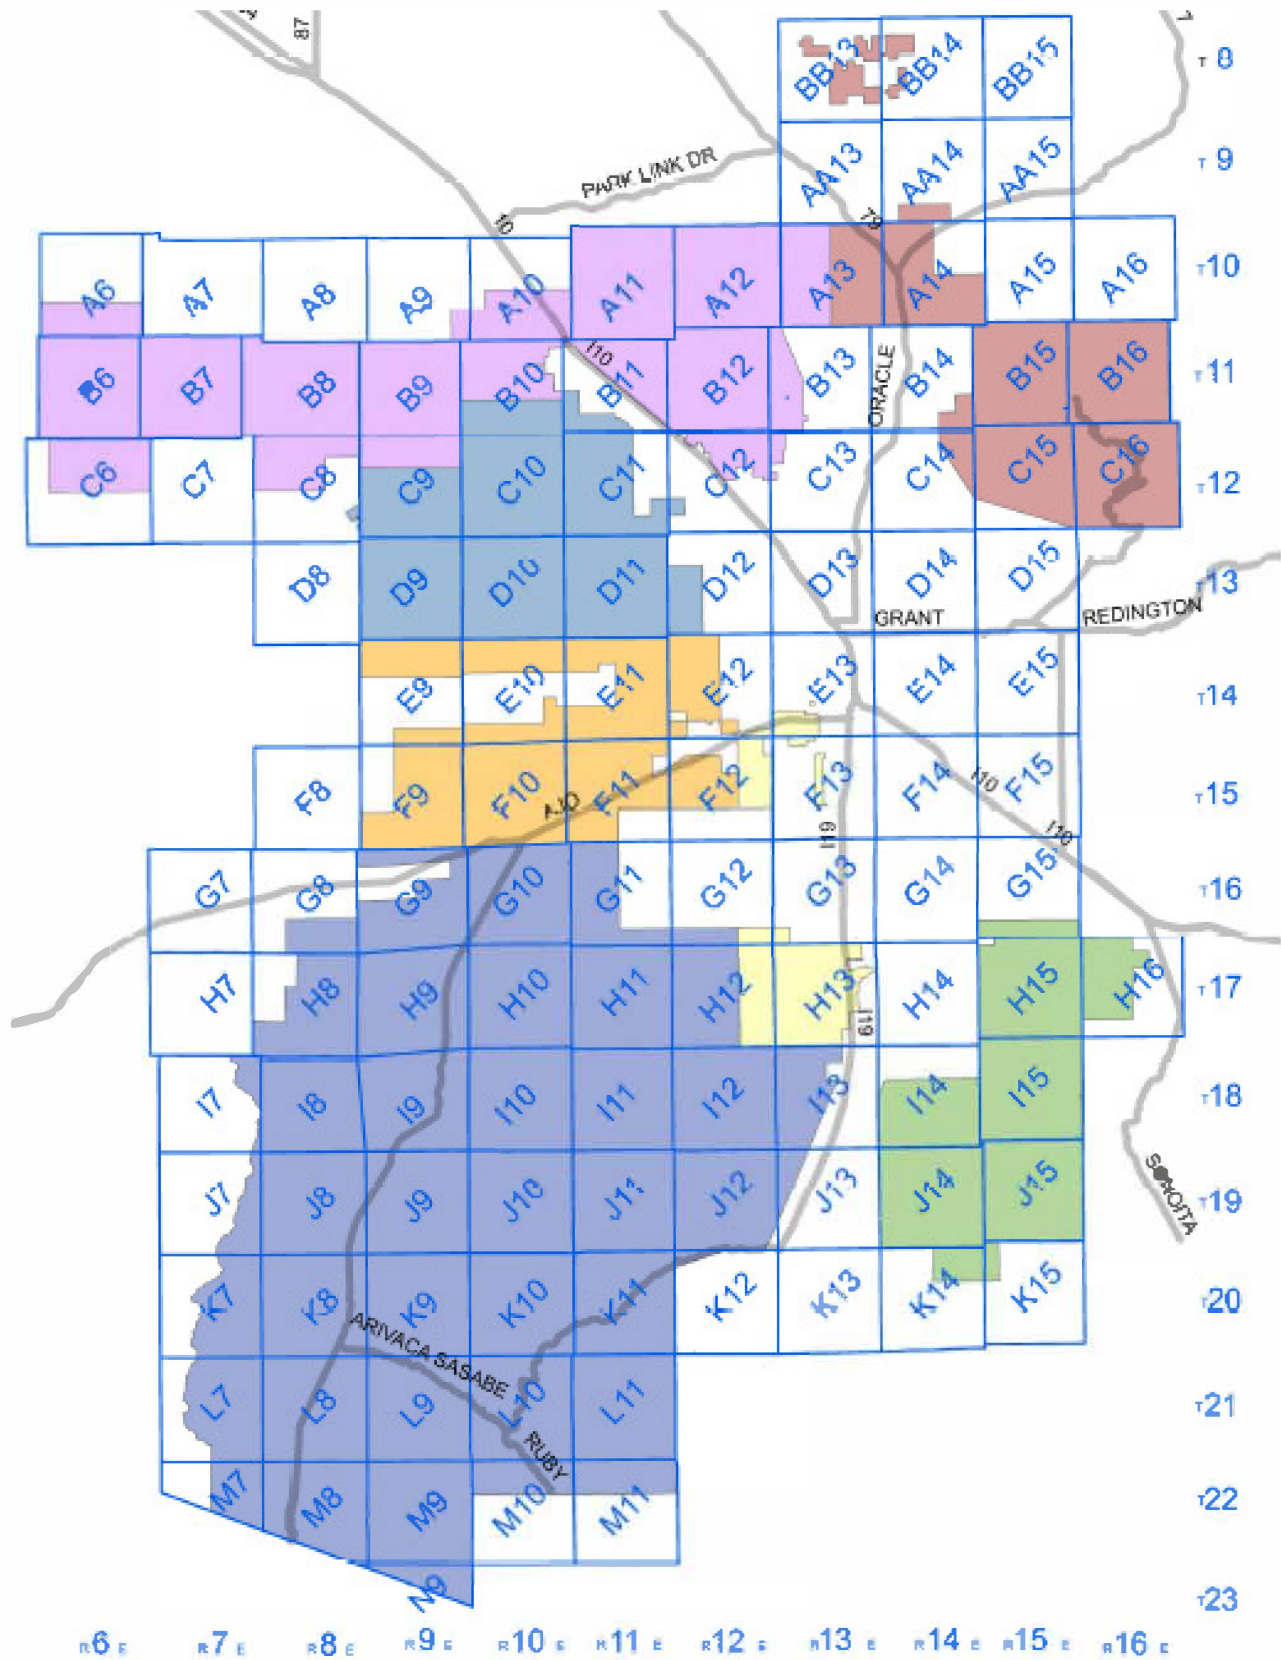 87
BB13 BB14 BB15 T 8
PARK LINK DR AA13 AA14 AA15 T 9
10 79
A6 A7 A8 A9 A10 A11 A12 A13 A14 A15 A16 T10
I10 ORACLE
B6 B7 B8 B9 B10 B11 B12 B13 B14 B15 B16 T11
C6 C7 C8 C9 C10 C11 C12 C13 C14 C15 C16 T12
D8 D9 D10 D11 D12 D13 D14 D15 T13
GRANT REDINGTON
E9 E10 E11 E12 E13 E14 E15 T14
F8 F9 F10 F11 F12 F13 F14 F15 T15
AJO I10
I19 I10
G7 G8 G9 G10 G11 G12 G13 G14 G15 T16
H7 H8 H9 H10 H11 H12 H13 H14 H15 H16 T17
I19
I7 I8 I9 I10 I11 I12 I13 I14 I15 T18
J7 J8 J9 J10 J11 J12 J13 J14 J15 T19
SONOITA
K7 K8 K9 K10 K11 K12 K13 K14 K15 T20
ARIVACA SASABE
L7 L8 L9 L10 L11 T21
RUBY
M7 M8 M9 M10 M11 T22
N9 T23
R6 E R7 E R8 E R9 E R10 E R11 E R12 E R13 E R14 E R15 E R16 E